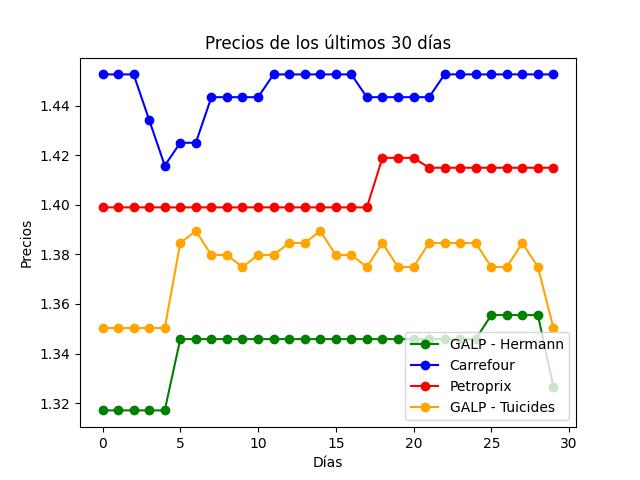 Precios de los últimos 30 días
Precios
1.44
1.42
1.40
1.38
1.36
1.34
1.32
GALP - Hermann
Carrefour
Petroprix
GALP - Tuicides
0 5 10 15 20 25 30
Días